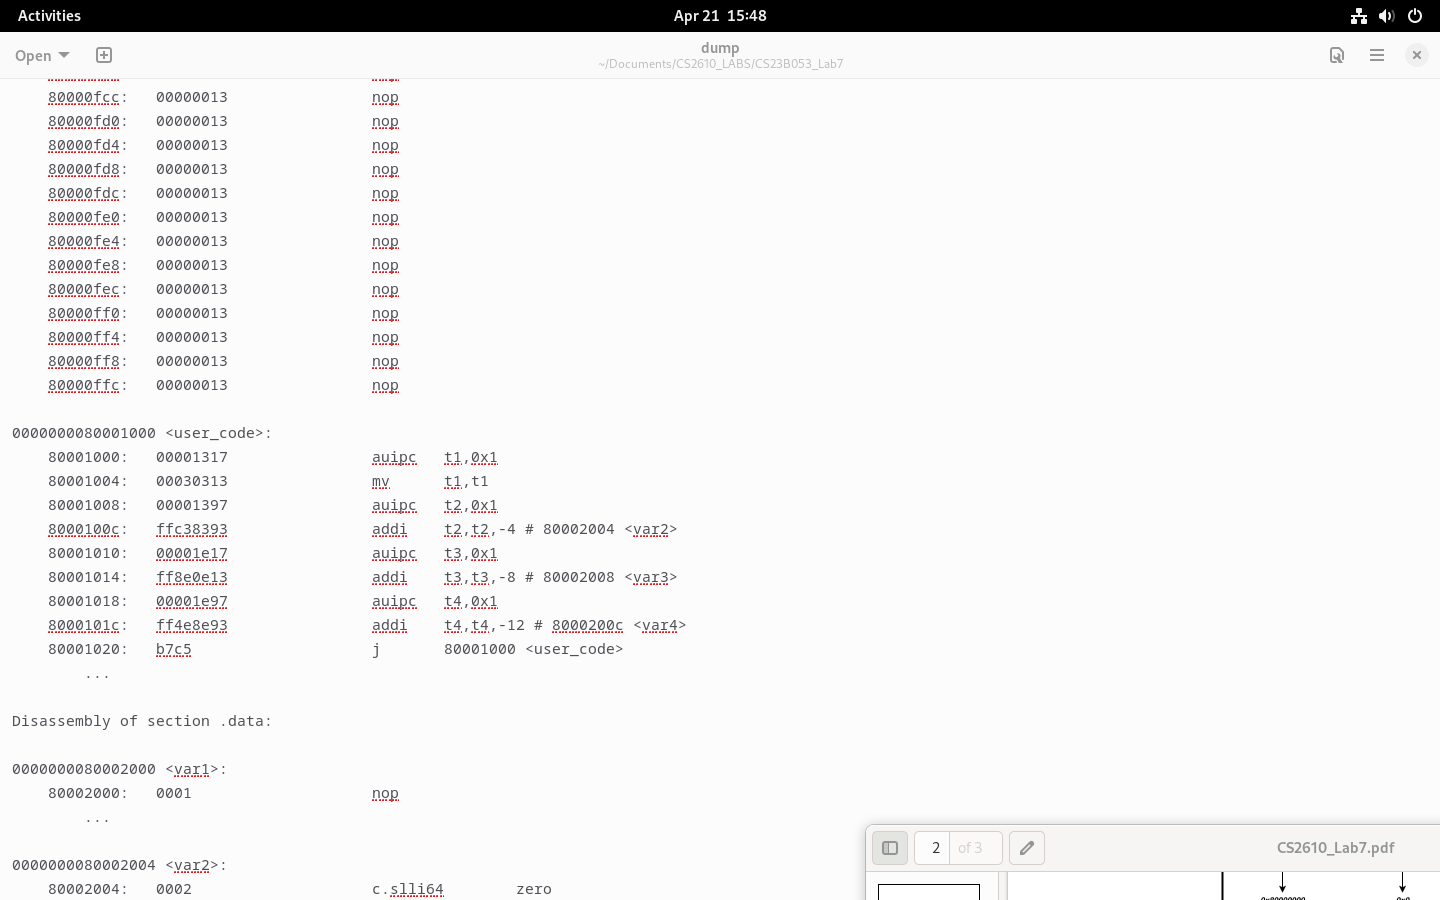 Activities
Apr 21 15:48
Open
dump
~/Documents/CS2610_LABS/CS23B053_Lab7
80000fcc: 00000013 nop
80000fd0: 00000013 nop
80000fd4: 00000013 nop
80000fd8: 00000013 nop
80000fdc: 00000013 nop
80000fe0: 00000013 nop
80000fe4: 00000013 nop
80000fe8: 00000013 nop
80000fec: 00000013 nop
80000ff0: 00000013 nop
80000ff4: 00000013 nop
80000ff8: 00000013 nop
80000ffc: 00000013 nop
0000000080001000 <user_code>:
80001000: 00001317 auipc t1,0x1
80001004: 00030313 mv t1,t1
80001008: 00001397 auipc t2,0x1
8000100c: ffc38393 addi t2,t2,-4 # 80002004 <var2>
80001010: 00001e17 auipc t3,0x1
80001014: ff8e0e13 addi t3,t3,-8 # 80002008 <var3>
80001018: 00001e97 auipc t4,0x1
8000101c: ff4e8e93 addi t4,t4,-12 # 8000200c <var4>
80001020: b7c5 j 80001000 <user_code>
...
Disassembly of section .data:
0000000080002000 <var1>:
80002000: 0001 nop
...
0000000080002004 <var2>:
80002004: 0002 c.slli64 zero
2 of 3
CS2610_Lab7.pdf